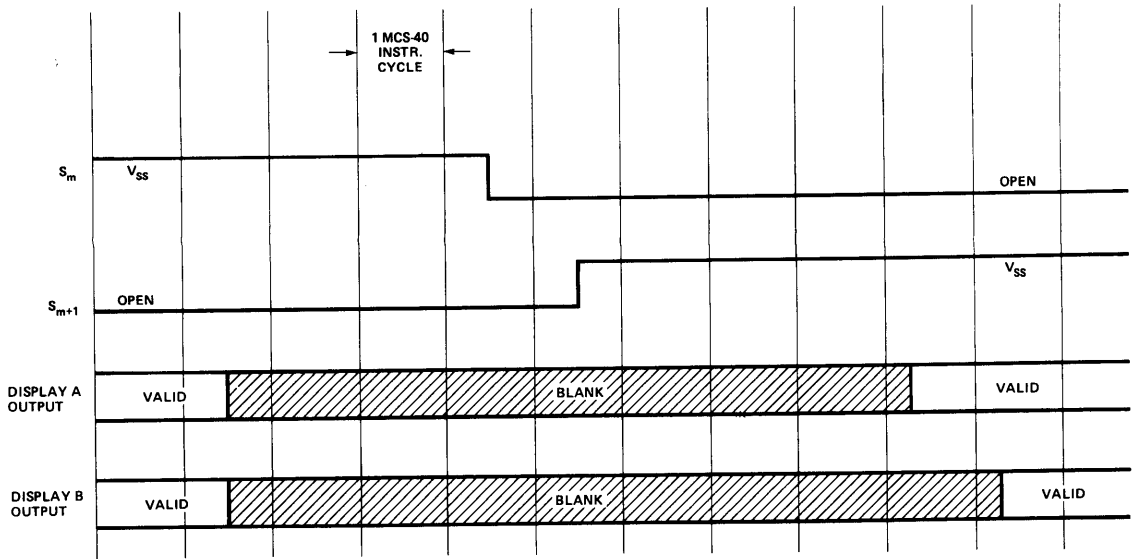 1 MCS-40
INSTR.
CYCLE
Sm
VSS
OPEN
Sm+1
OPEN
VSS
DISPLAY A
OUTPUT
VALID
BLANK
VALID
DISPLAY B
OUTPUT
VALID
BLANK
VALID